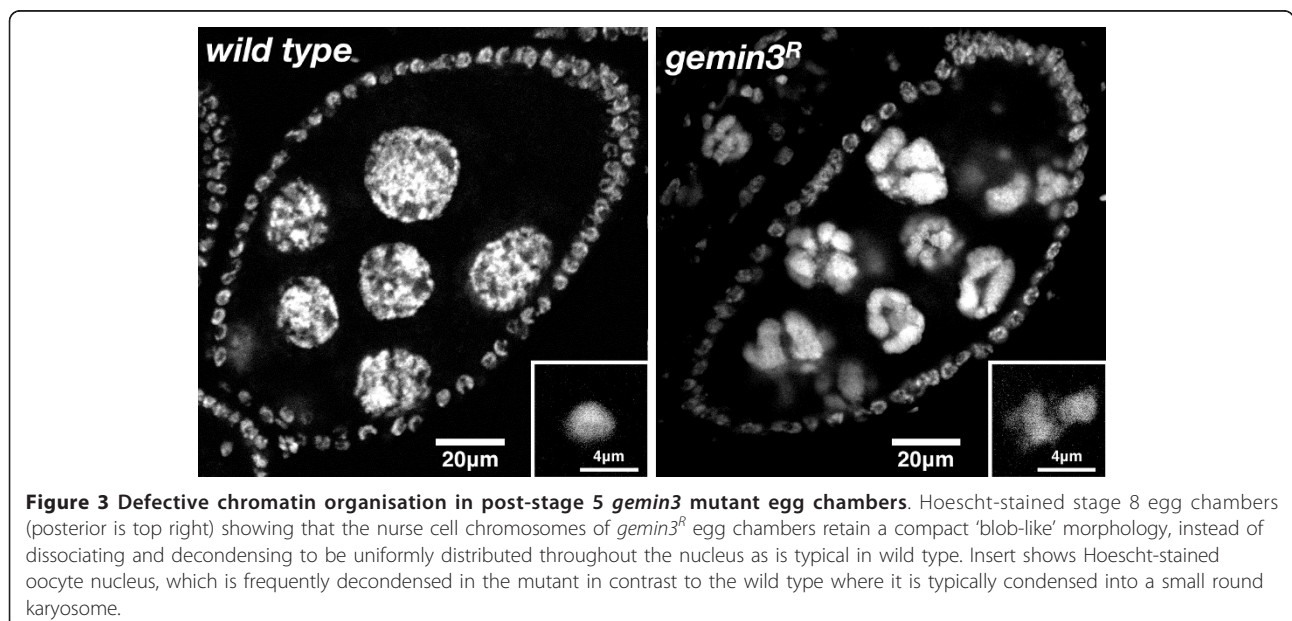 wild type
gemin3ᴿ
20µm
4µm
20µm
4µm
Figure 3 Defective chromatin organisation in post-stage 5 gemin3 mutant egg chambers. Hoescht-stained stage 8 egg chambers
(posterior is top right) showing that the nurse cell chromosomes of gemin3ᴿ egg chambers retain a compact ‘blob-like’ morphology, instead of
dissociating and decondensing to be uniformly distributed throughout the nucleus as is typical in wild type. Insert shows Hoescht-stained
oocyte nucleus, which is frequently decondensed in the mutant in contrast to the wild type where it is typically condensed into a small round
karyosome.